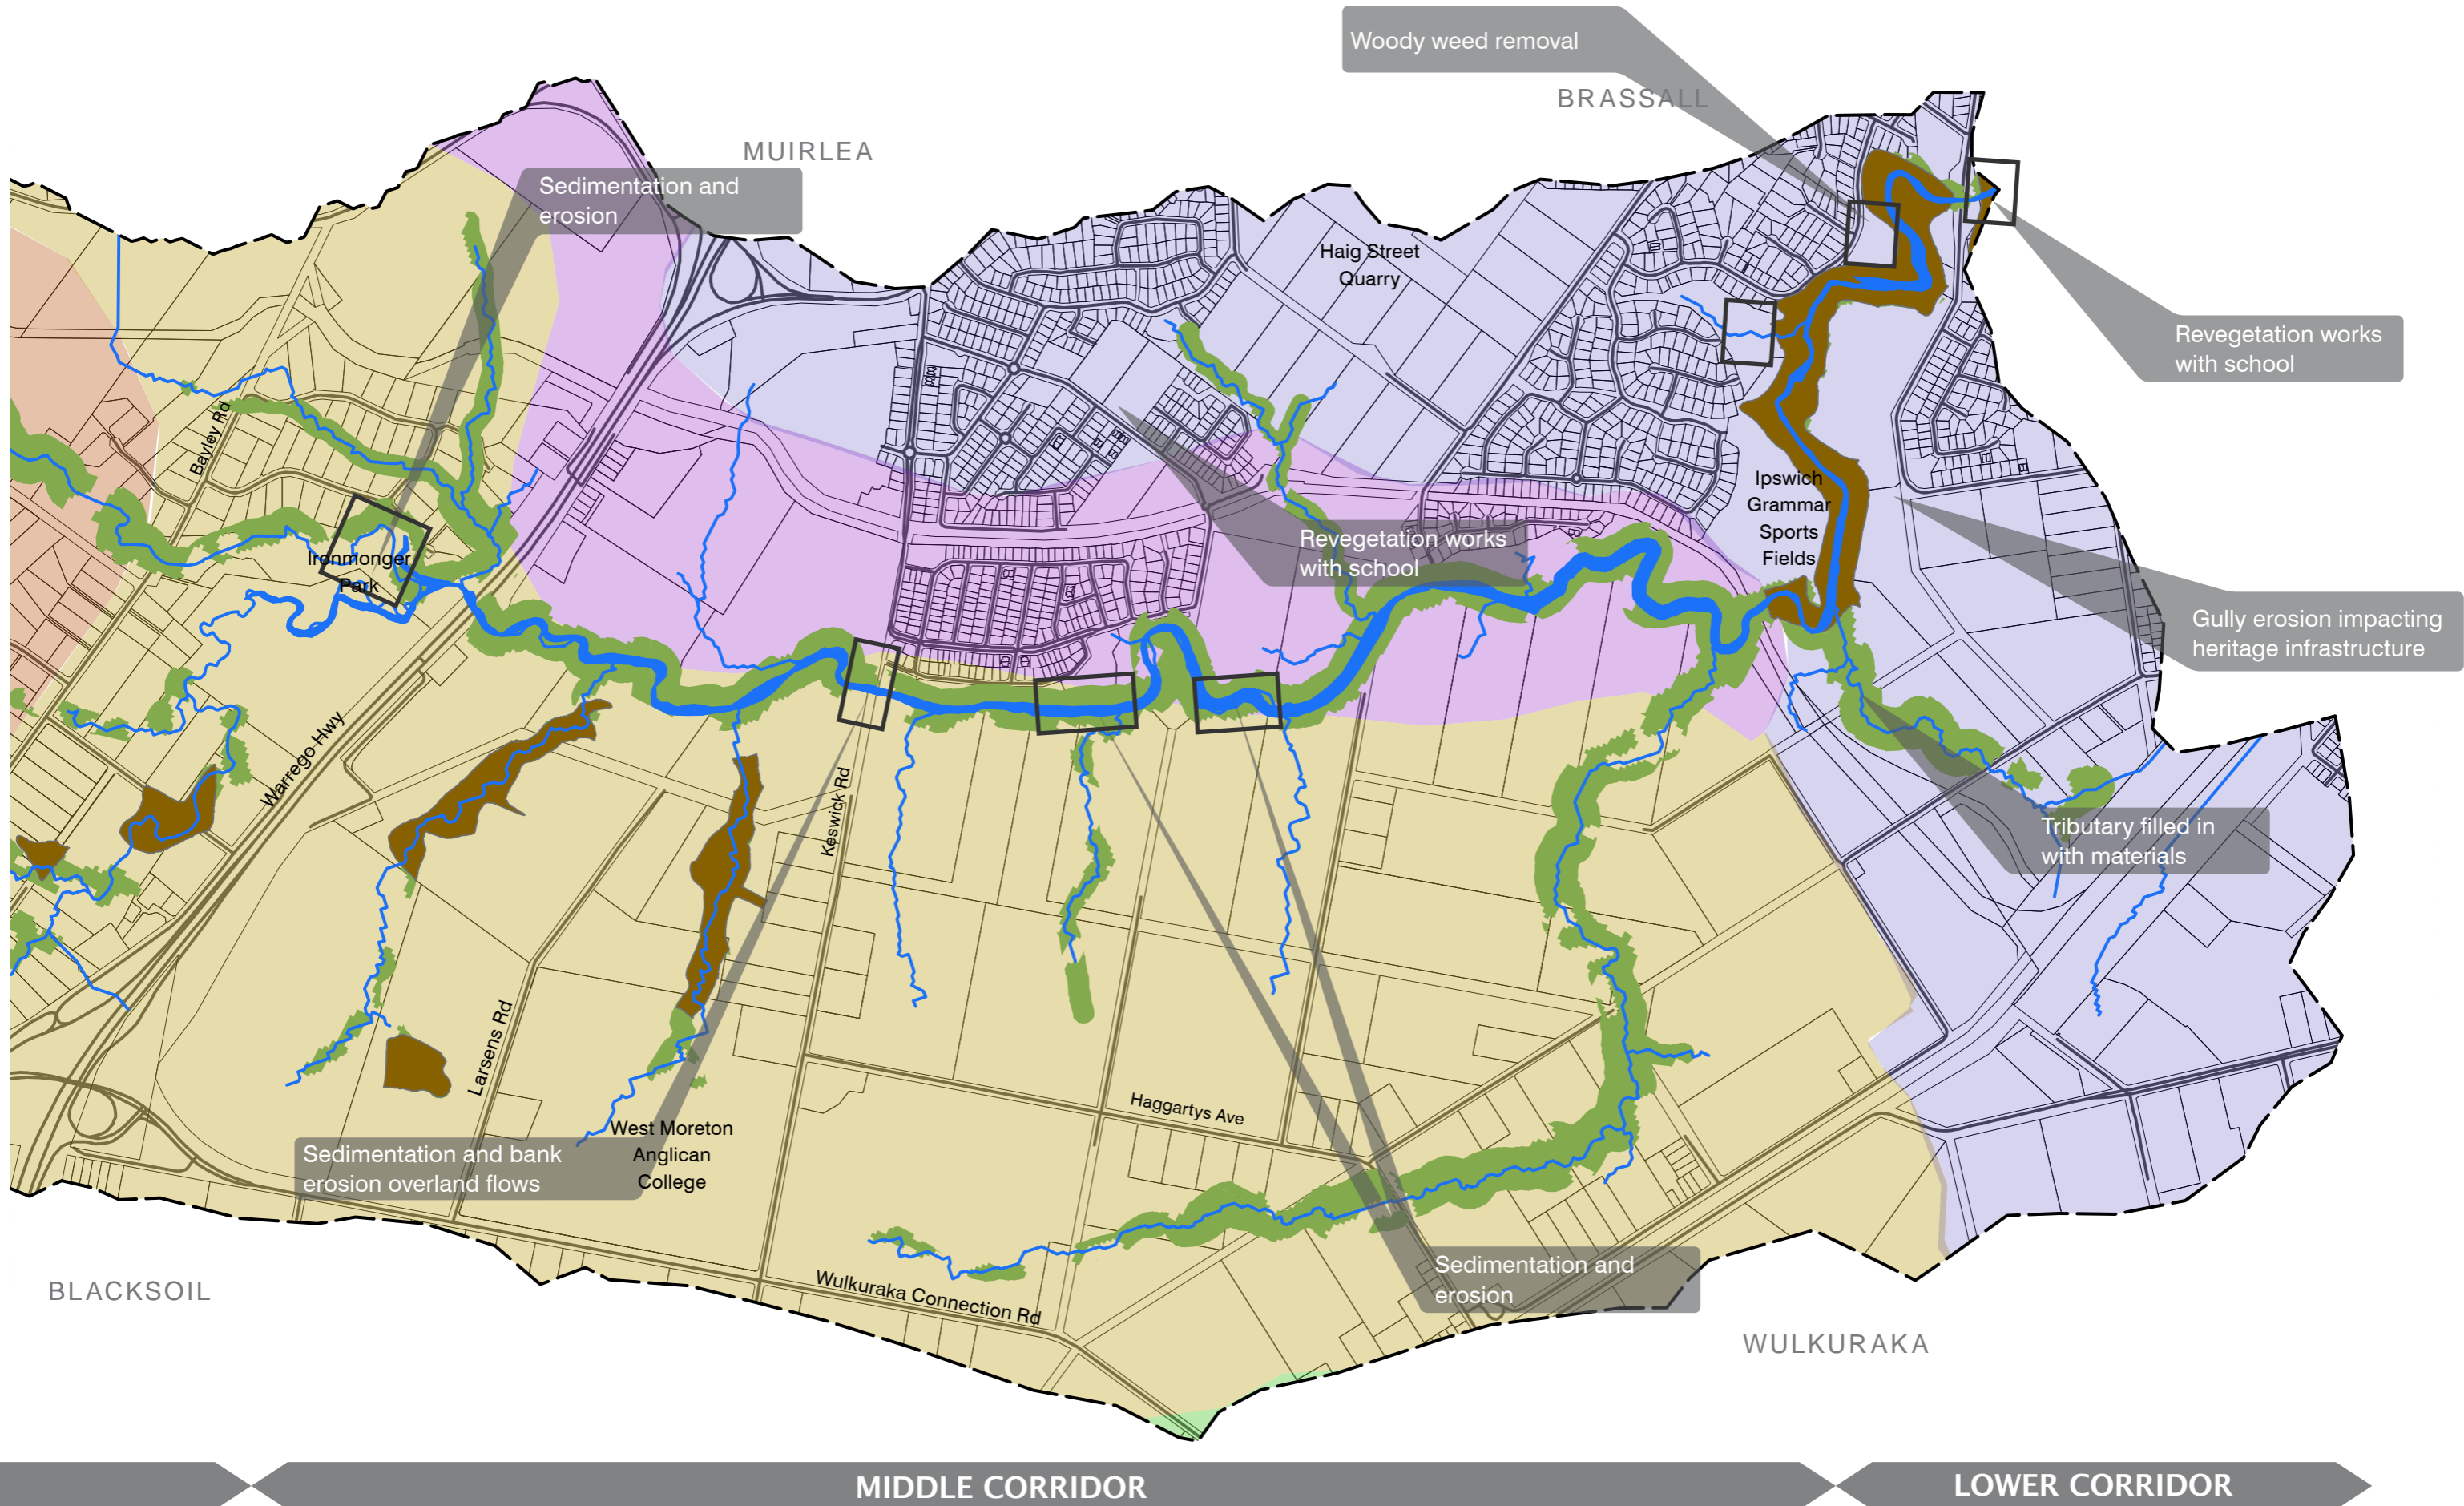 Woody weed removal
BRASSALL
MUIRLEA
Sedimentation and
erosion
Haig Street
Quarry
Revegetation works
with school
Bayley Rd
Ipswich
Grammar
Sports
Fields
Ironmonger
Park
Revegetation works
with school
Gully erosion impacting
heritage infrastructure
Warrego Hwy
Keswick Rd
Tributary filled in
with materials
Larsens Rd
Haggartys Ave
West Moreton
Anglican
College
Sedimentation and bank
erosion overland flows
Sedimentation and
erosion
BLACKSOIL
Wulkuraka Connection Rd
WULKURAKA
MIDDLE CORRIDOR
LOWER CORRIDOR